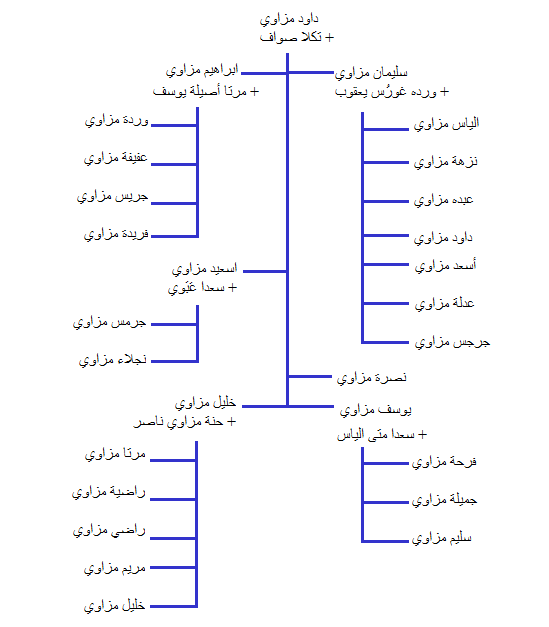 داود مزاوي
+ تكلا صواف
سليمان مزاوي
+ ورده غورُس يعقوب
الياس مزاوي
نزهة مزاوي
عبده مزاوي
داود مزاوي
أسعد مزاوي
عدلة مزاوي
جرجس مزاوي
ابراهيم مزاوي
+ مرتا أصيلة يوسف
وردة مزاوي
عفيفة مزاوي
جريس مزاوي
فريدة مزاوي
اسعيد مزاوي
+ سعدا غبّوي
جرمس مزاوي
نجلاء مزاوي
نصرة مزاوي
يوسف مزاوي
+ سعدا متى الياس
فرحة مزاوي
جميلة مزاوي
سليم مزاوي
خليل مزاوي
+ حنة مزاوي ناصر
مرتا مزاوي
راضية مزاوي
راضي مزاوي
مريم مزاوي
خليل مزاوي